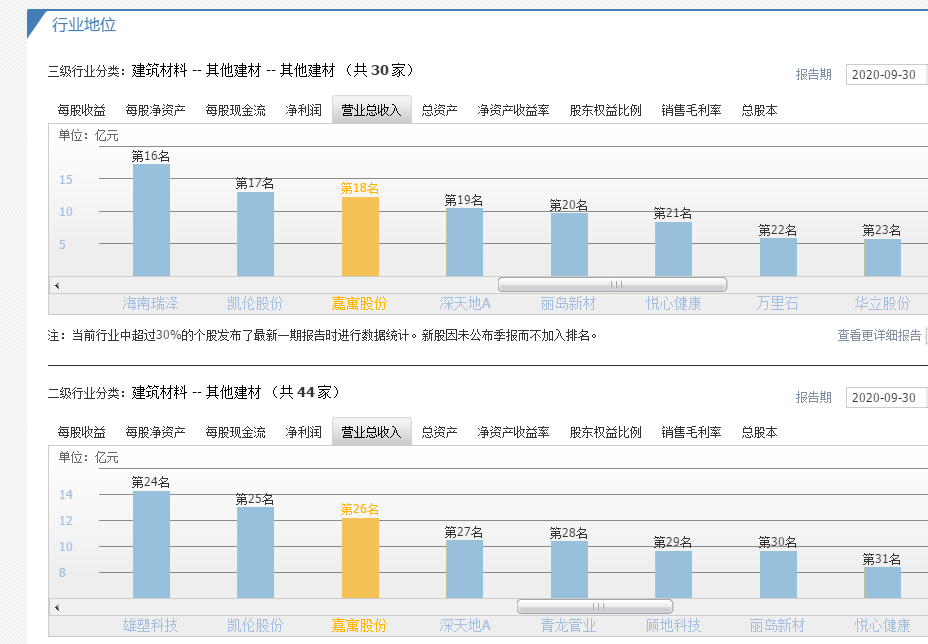 行业地位
三级行业分类：建筑材料 -- 其他建材 -- 其他建材 （共 30 家）
报告期 2020-09-30
每股收益 每股净资产 每股现金流 净利润 营业总收入 总资产 净资产收益率 股东权益比例 销售毛利率 总股本
单位：亿元
第16名 第17名 第18名 第19名 第20名 第21名 第22名 第23名
15
10
5
海南瑞泽 凯伦股份 嘉寓股份 深天地A 丽岛新材 悦心健康 万里石 华立股份
注：当前行业中超过30%的个股发布了最新一期报告时进行数据统计。新股因未公布季报而不加入排名。
查看更详细报告
二级行业分类：建筑材料 -- 其他建材 （共 44 家）
报告期 2020-09-30
每股收益 每股净资产 每股现金流 净利润 营业总收入 总资产 净资产收益率 股东权益比例 销售毛利率 总股本
单位：亿元
第24名 第25名 第26名 第27名 第28名 第29名 第30名 第31名
14
12
10
8
雄塑科技 凯伦股份 嘉寓股份 深天地A 青龙管业 顾地科技 丽岛新材 悦心健康